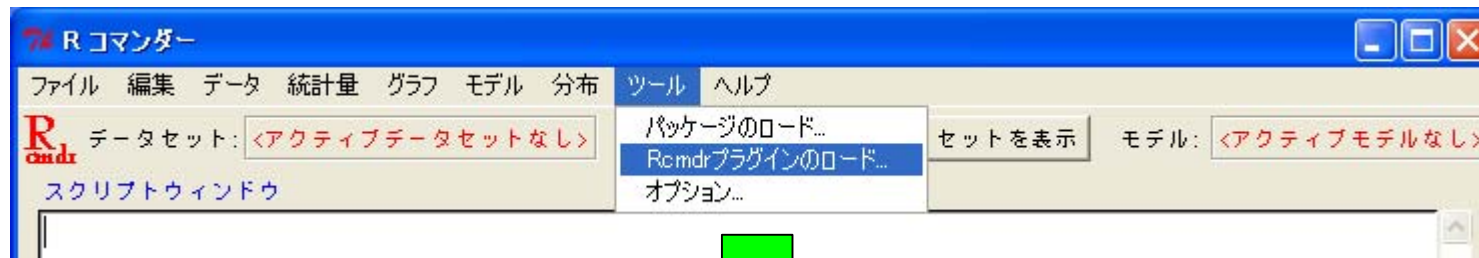 R コマンダー
ファイル 編集 データ 統計量 グラフ モデル 分布 ツール ヘルプ
パッケージのロード...
R cmdr データセット: <アクティブデータセットなし> セットを表示 モデル: <アクティブモデルなし>
Rcmdrプラグインのロード...
スクリプトウィンドウ
オプション...